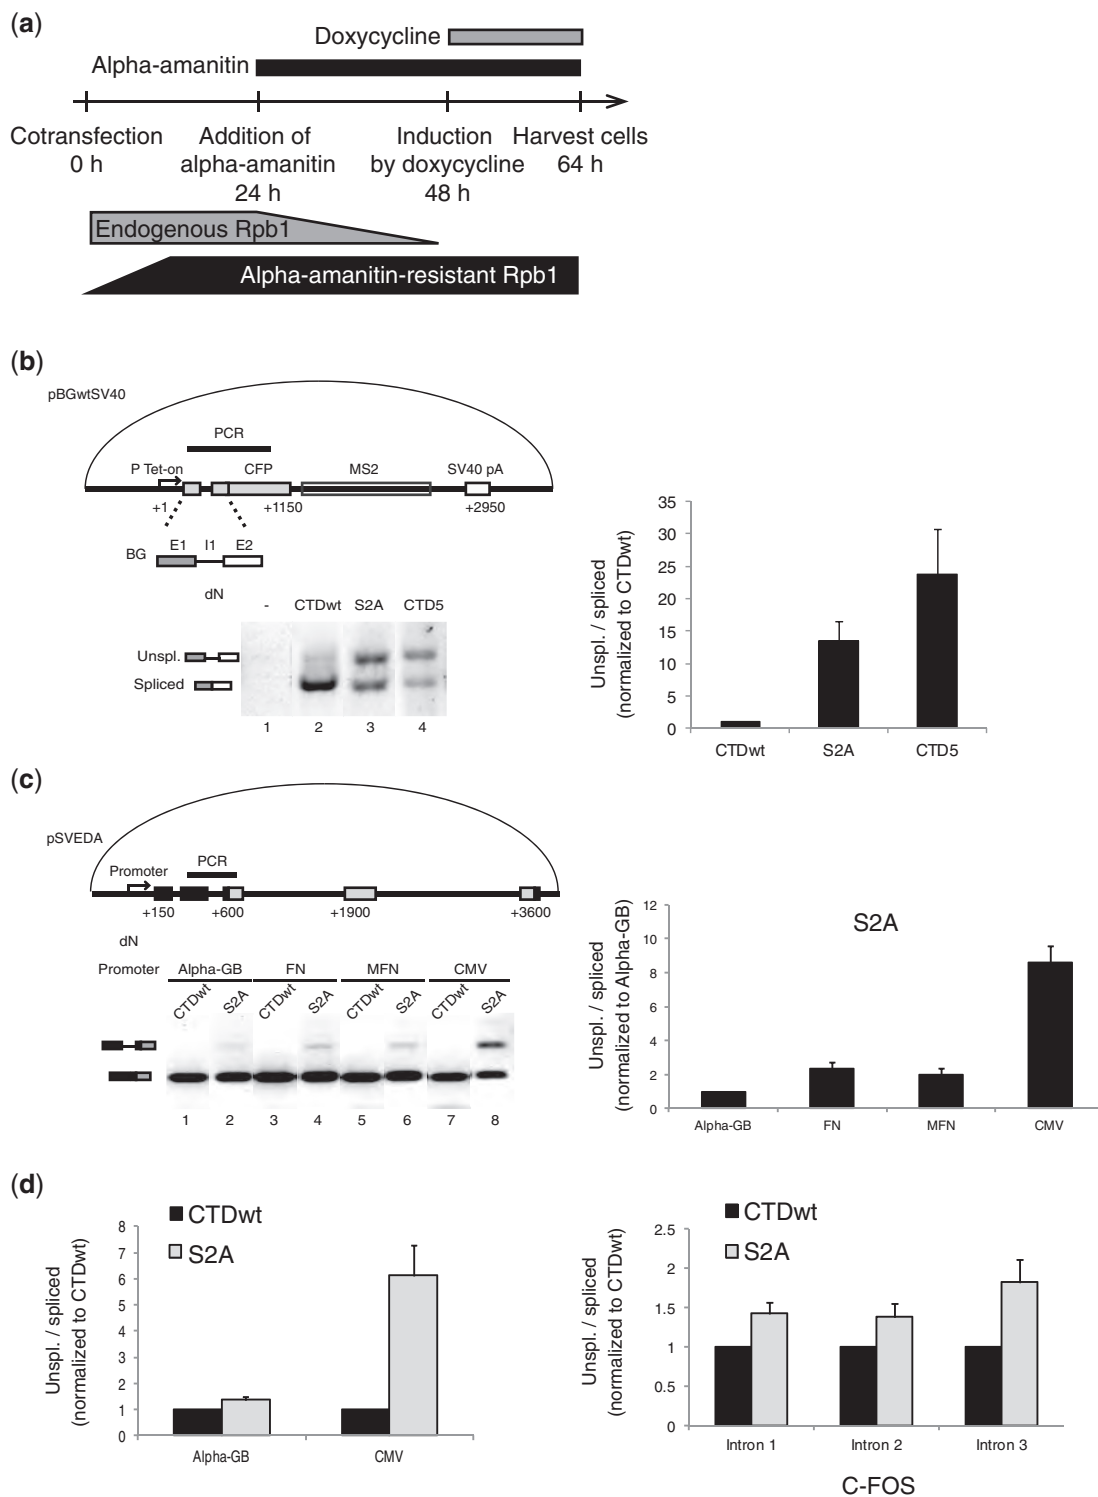 (a)
Doxycycline
Alpha-amanitin
Cotransfection
0 h
Addition of
alpha-amanitin
24 h
Induction
by doxycycline
48 h
Harvest cells
64 h
Endogenous Rpb1
Alpha-amanitin-resistant Rpb1
(b)
pBGwtSV40
PCR
P Tet-on
CFP
MS2
SV40 pA
+1
+1150
+2950
BG
E1
I1
E2
dN
-
CTDwt
S2A
CTD5
Unspl.
Spliced
1
2
3
4
Unspl. / spliced
(normalized to CTDwt)
35
30
25
20
15
10
5
0
CTDwt
S2A
CTD5
(c)
pSVEDA
Promoter
PCR
+150
+600
+1900
+3600
dN
Promoter
Alpha-GB
FN
MFN
CMV
CTDwt
S2A
CTDwt
S2A
CTDwt
S2A
CTDwt
S2A
1
2
3
4
5
6
7
8
S2A
Unspl. / spliced
(normalized to Alpha-GB)
12
10
8
6
4
2
0
Alpha-GB
FN
MFN
CMV
(d)
CTDwt
S2A
Unspl. / spliced
(normalized to CTDwt)
8
7
6
5
4
3
2
1
0
Alpha-GB
CMV
CTDwt
S2A
Unspl. / spliced
(normalized to CTDwt)
2.5
2
1.5
1
0.5
0
Intron 1
Intron 2
Intron 3
C-FOS